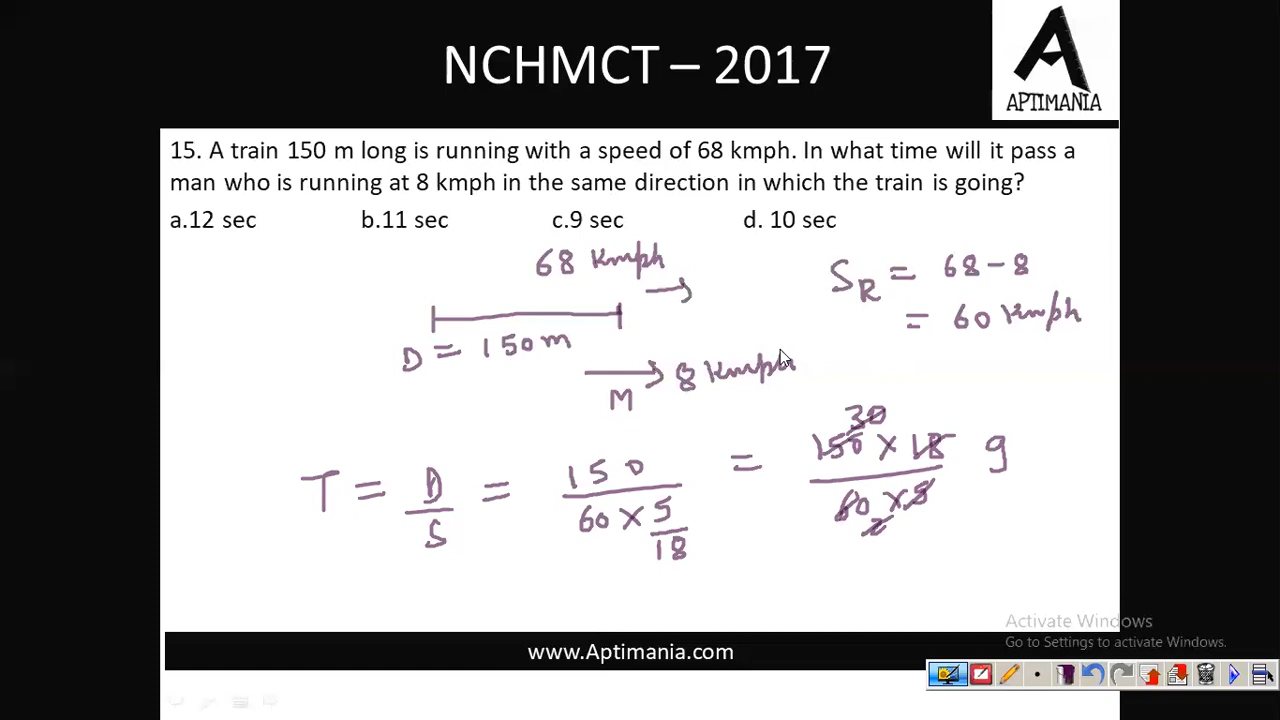 NCHMCT – 2017
APTIMANIA
15. A train 150 m long is running with a speed of 68 kmph. In what time will it pass a
man who is running at 8 kmph in the same direction in which the train is going?
a.12 sec b.11 sec c.9 sec d. 10 sec
68 Kmph
SR = 68 - 8
= 60 Kmph
D = 150m
8 Kmph
M
T = D/S = 150/(60 × 5/18) = 150 × 18/(60 × 5) 9
30
2
Activate Windows
Go to Settings to activate Windows.
www.Aptimania.com